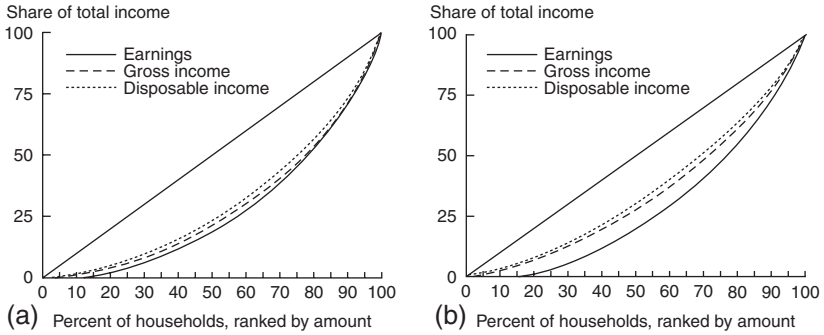 Share of total income
100
75
50
25
0
Earnings
Gross income
Disposable income
0 10 20 30 40 50 60 70 80 90 100
(a) Percent of households, ranked by amount
Share of total income
100
75
50
25
0
Earnings
Gross income
Disposable income
0 10 20 30 40 50 60 70 80 90 100
(b) Percent of households, ranked by amount